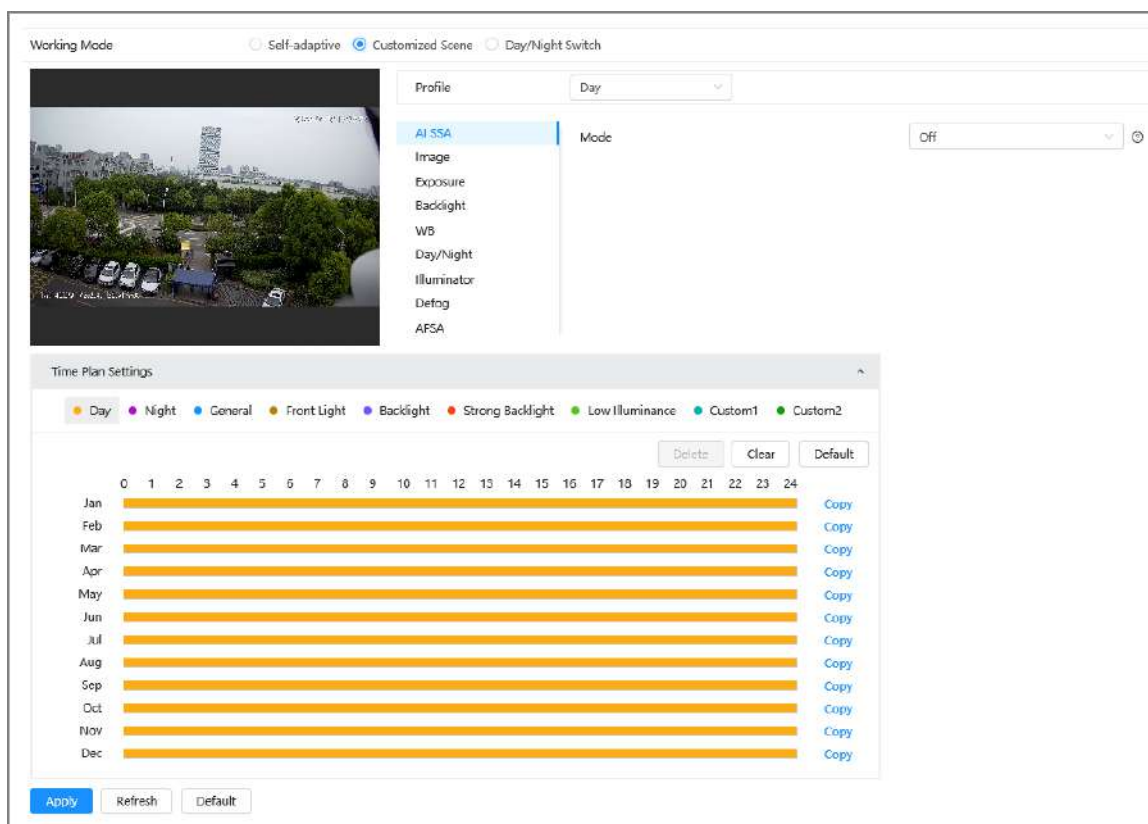 Working Mode Self-adaptive Customized Scene Day/Night Switch
Profile Day
AI SSA Mode Off
Image
Exposure
Backlight
WB
Day/Night
Illuminator
Defog
AFSA
Time Plan Settings
Day Night General Front Light Backlight Strong Backlight Low Illuminance Custom1 Custom2
Delete Clear Default
0 1 2 3 4 5 6 7 8 9 10 11 12 13 14 15 16 17 18 19 20 21 22 23 24
Jan Copy
Feb Copy
Mar Copy
Apr Copy
May Copy
Jun Copy
Jul Copy
Aug Copy
Sep Copy
Oct Copy
Nov Copy
Dec Copy
Apply Refresh Default